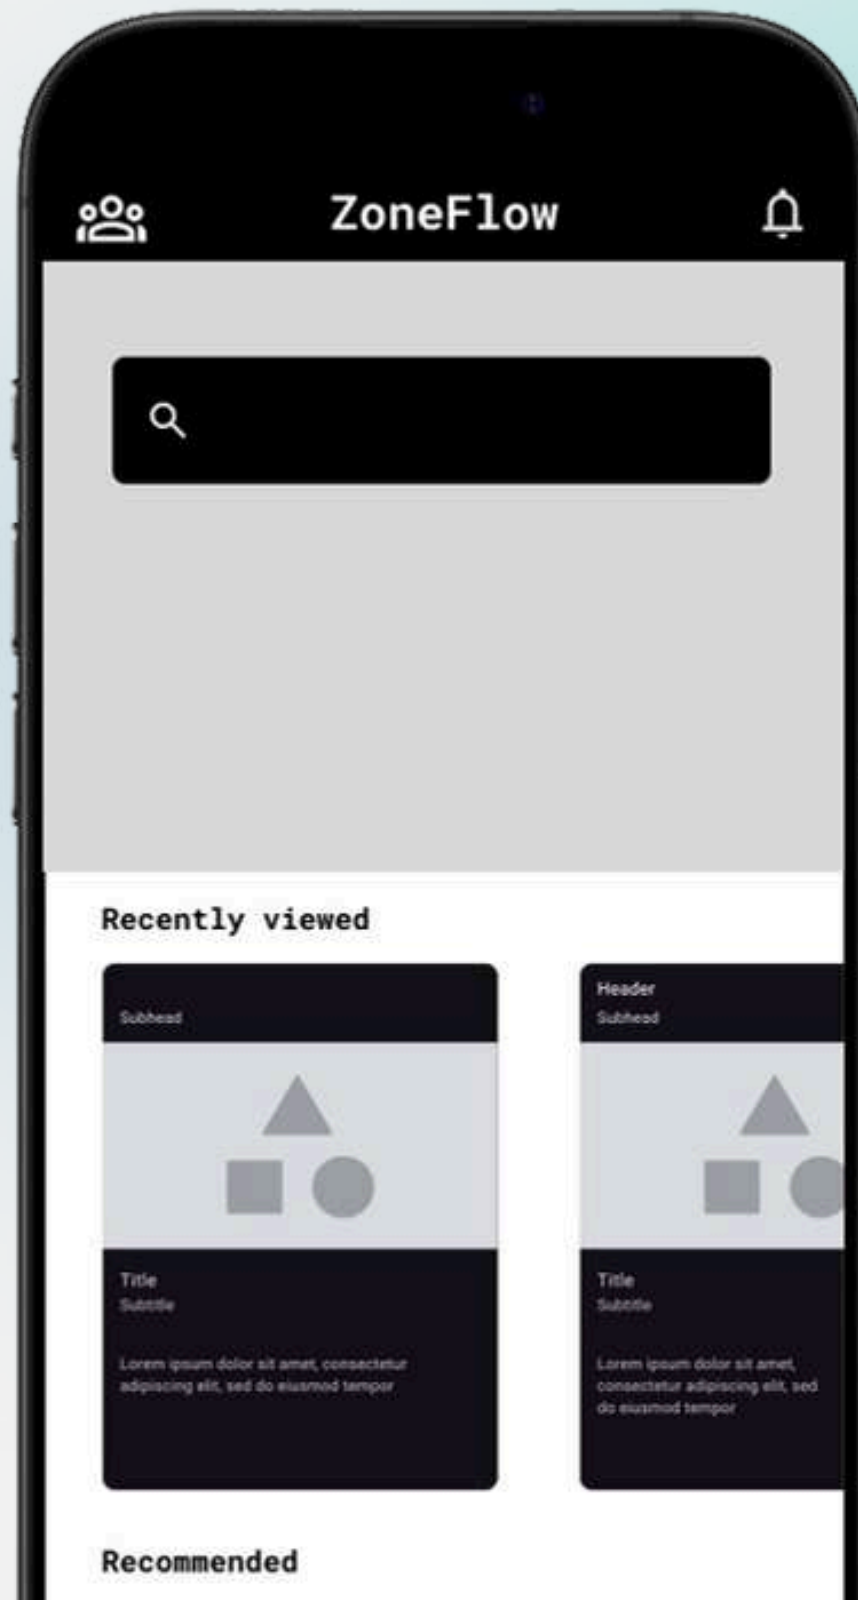 ZoneFlow
Recently viewed
Subhead
Header
Subhead
Title
Subtitle
Lorem ipsum dolor sit amet, consectetur
adipiscing elit, sed do eiusmod tempor
Title
Subtitle
Lorem ipsum dolor sit amet,
consectetur adipiscing elit, sed
do eiusmod tempor
Recommended